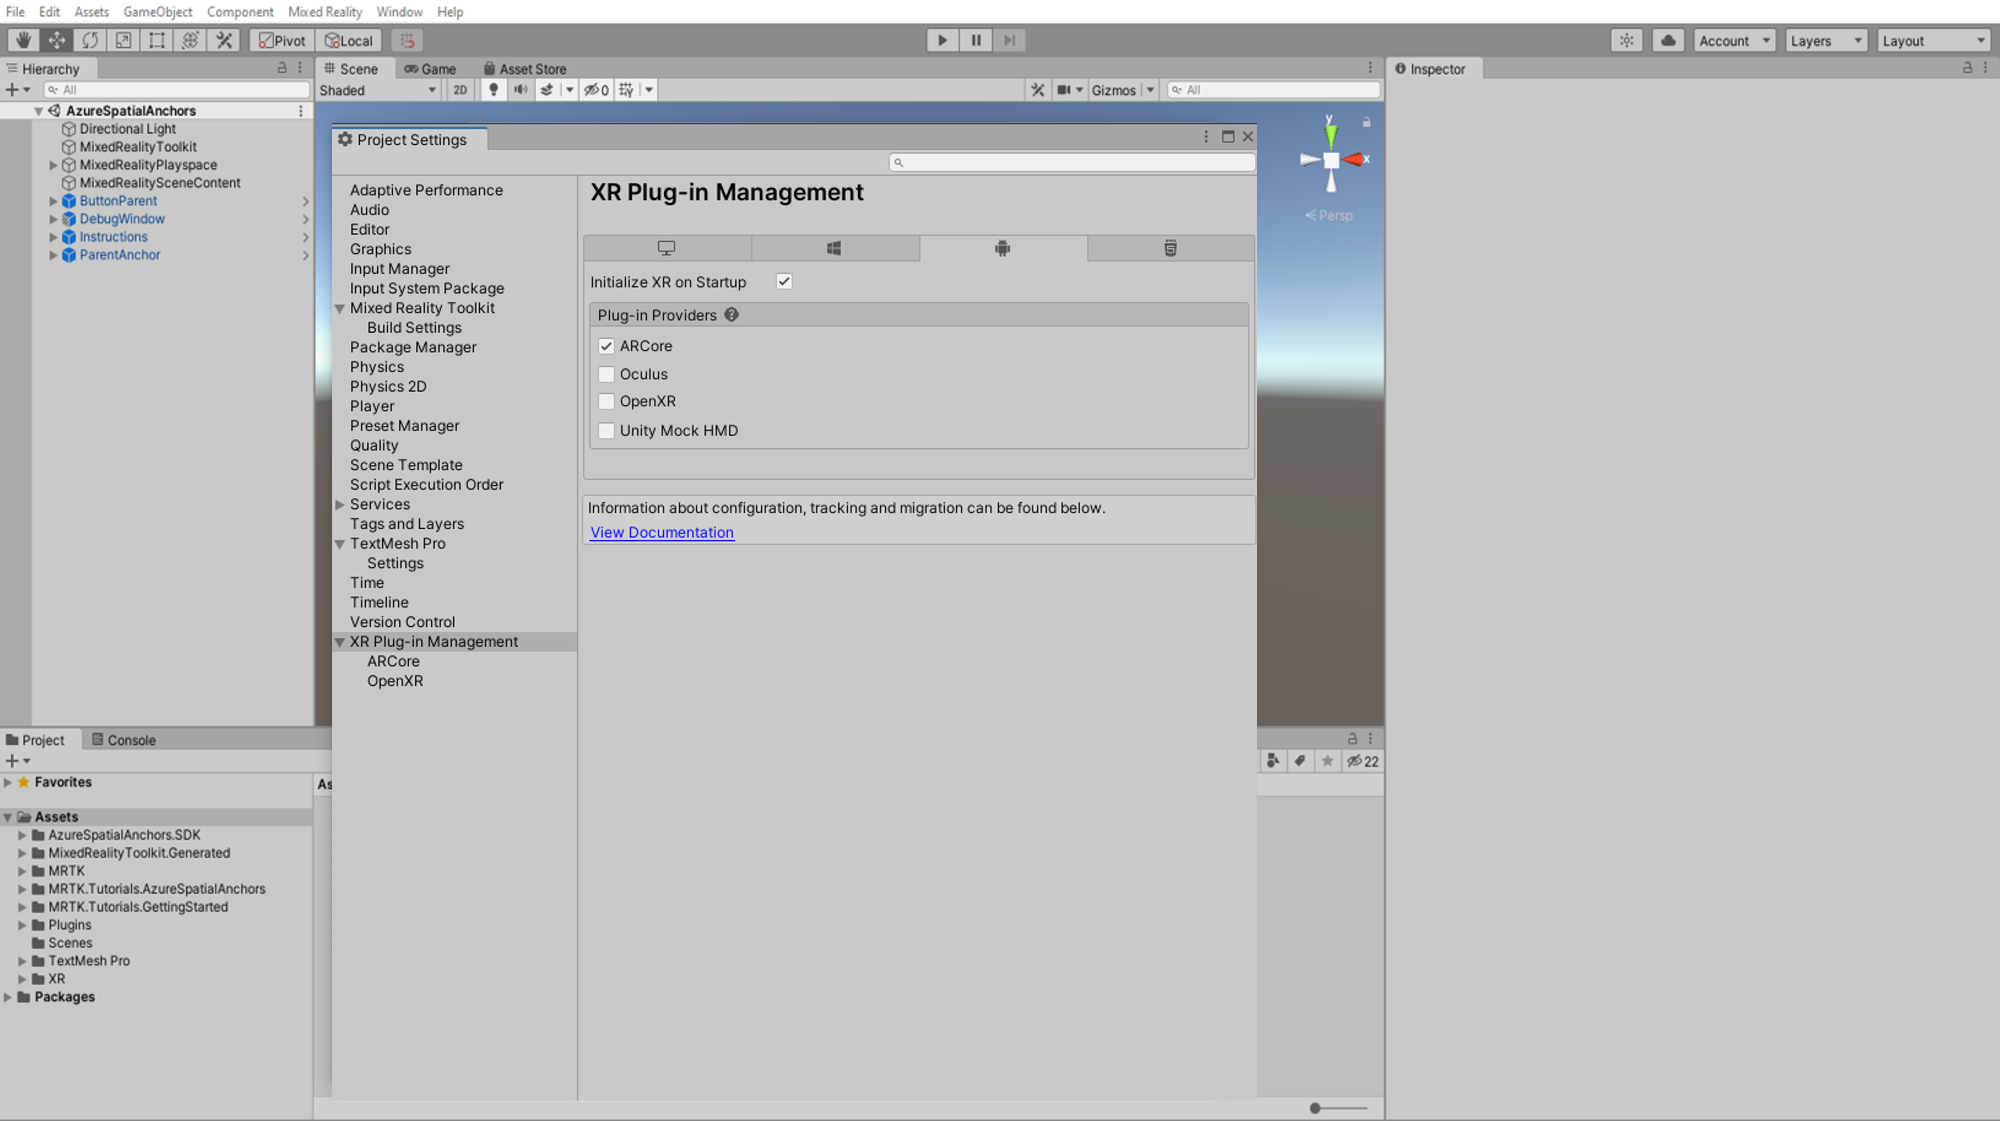 File Edit Assets GameObject Component Mixed Reality Window Help
Pivot Local Account Layers Layout
Hierarchy
All
AzureSpatialAnchors
Directional Light
MixedRealityToolkit
MixedRealityPlayspace
MixedRealitySceneContent
ButtonParent
DebugWindow
Instructions
ParentAnchor
Scene Game Asset Store
Shaded 2D 0 Gizmos All
y
x
Persp
Inspector
Project Settings
Adaptive Performance
Audio
Editor
Graphics
Input Manager
Input System Package
Mixed Reality Toolkit
Build Settings
Package Manager
Physics
Physics 2D
Player
Preset Manager
Quality
Scene Template
Script Execution Order
Services
Tags and Layers
TextMesh Pro
Settings
Time
Timeline
Version Control
XR Plug-in Management
ARCore
OpenXR
XR Plug-in Management
Initialize XR on Startup
Plug-in Providers
ARCore
Oculus
OpenXR
Unity Mock HMD
Information about configuration, tracking and migration can be found below.
View Documentation
Project Console
22
Favorites
As
Assets
AzureSpatialAnchors.SDK
MixedRealityToolkit.Generated
MRTK
MRTK.Tutorials.AzureSpatialAnchors
MRTK.Tutorials.GettingStarted
Plugins
Scenes
TextMesh Pro
XR
Packages